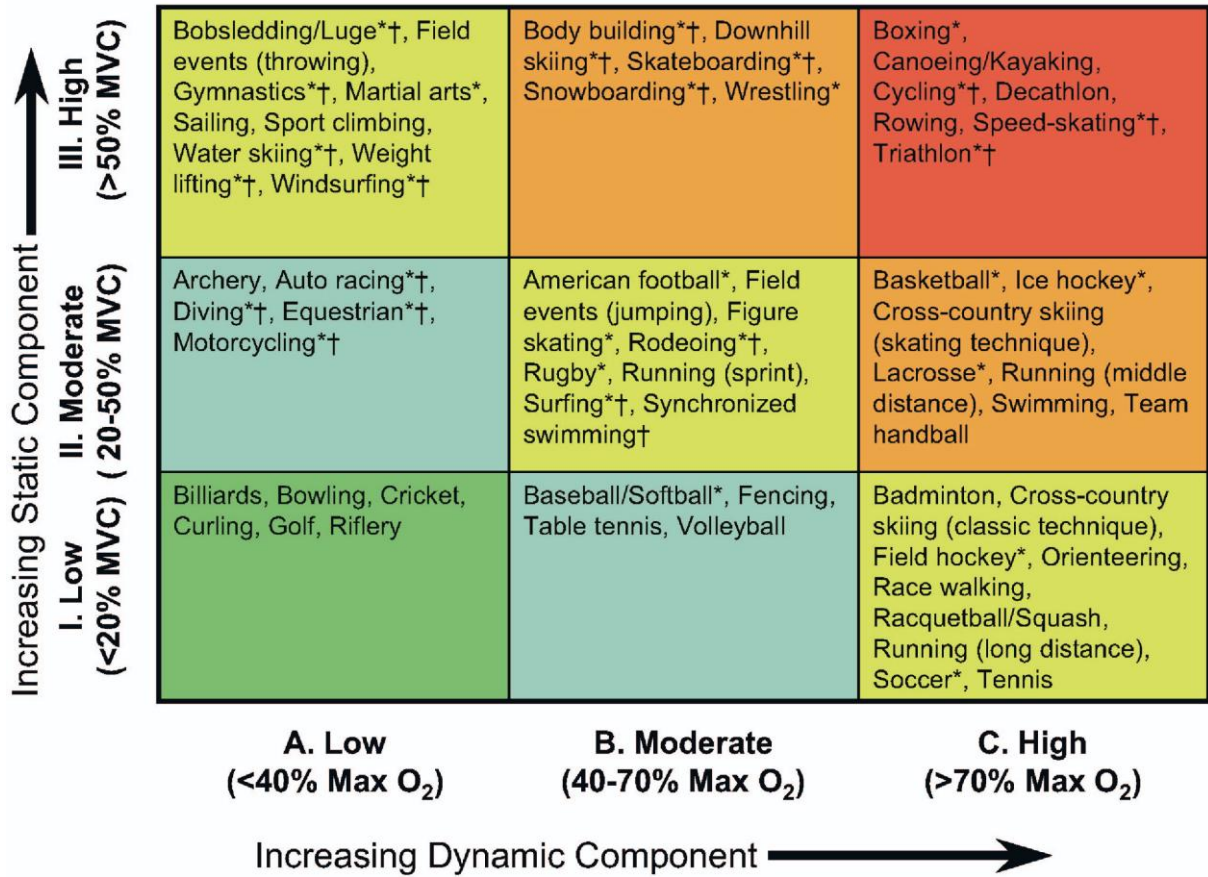 Increasing Static Component
III. High
(>50% MVC)
Bobsledding/Luge*†, Field
events (throwing),
Gymnastics*†, Martial arts*,
Sailing, Sport climbing,
Water skiing*†, Weight
lifting*†, Windsurfing*†
Body building*†, Downhill
skiing*†, Skateboarding*†,
Snowboarding*†, Wrestling*
Boxing*,
Canoeing/Kayaking,
Cycling*†, Decathlon,
Rowing, Speed-skating*†,
Triathlon*†
II. Moderate
( 20-50% MVC)
Archery, Auto racing*†,
Diving*†, Equestrian*†,
Motorcycling*†
American football*, Field
events (jumping), Figure
skating*, Rodeoing*†,
Rugby*, Running (sprint),
Surfing*†, Synchronized
swimming†
Basketball*, Ice hockey*,
Cross-country skiing
(skating technique),
Lacrosse*, Running (middle
distance), Swimming, Team
handball
I. Low
(<20% MVC)
Billiards, Bowling, Cricket,
Curling, Golf, Riflery
Baseball/Softball*, Fencing,
Table tennis, Volleyball
Badminton, Cross-country
skiing (classic technique),
Field hockey*, Orienteering,
Race walking,
Racquetball/Squash,
Running (long distance),
Soccer*, Tennis
A. Low
(<40% Max O₂)
B. Moderate
(40-70% Max O₂)
C. High
(>70% Max O₂)
Increasing Dynamic Component